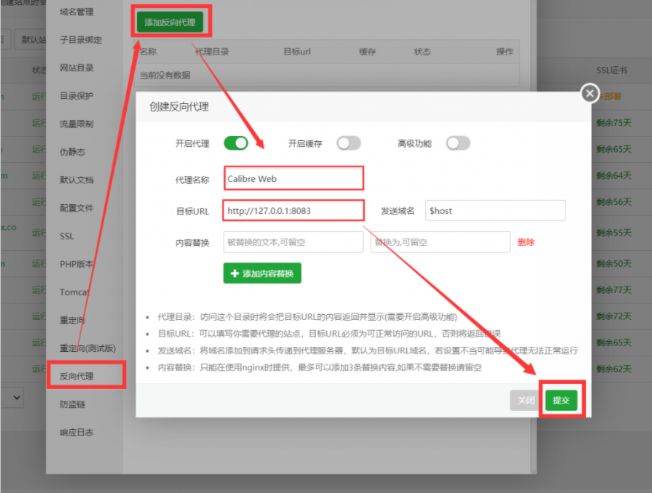 域名管理
添加反向代理
子目录绑定
默认站
名称 代理目录 目标url 缓存 状态 操作
网站目录
当前没有数据
状态
SSL证书
目录保护
运行
部署
创建反向代理
流量限制
剩余75天
开启代理 开启缓存 高级功能
伪静态
剩余65天
默认文档
代理名称 Calibre Web
剩余64天
配置文件
目标URL http://127.0.0.1:8083 发送域名 $host
剩余56天
x.co
SSL
剩余55天
内容替换 被替换的文本,可留空 替换为,可留空 删除
PHP版本
剩余50天
添加内容替换
Tomcat
剩余77天
重定向
代理目录：访问这个目录时将会把目标URL的内容返回并显示(需要开启高级功能)
剩余72天
目标URL：可以填写你需要代理的站点，目标URL必须为可正常访问的URL，否则将返回错误
重定向(测试版)
发送域名：将域名添加到请求头传递到代理服务器，默认为目标URL域名，若设置不当可能导致代理无法正常运行
剩余65天
反向代理
内容替换：只能在使用nginx时提供，最多可以添加3条替换内容,如果不需要替换请留空
剩余62天
防盗链
关闭 提交
响应日志